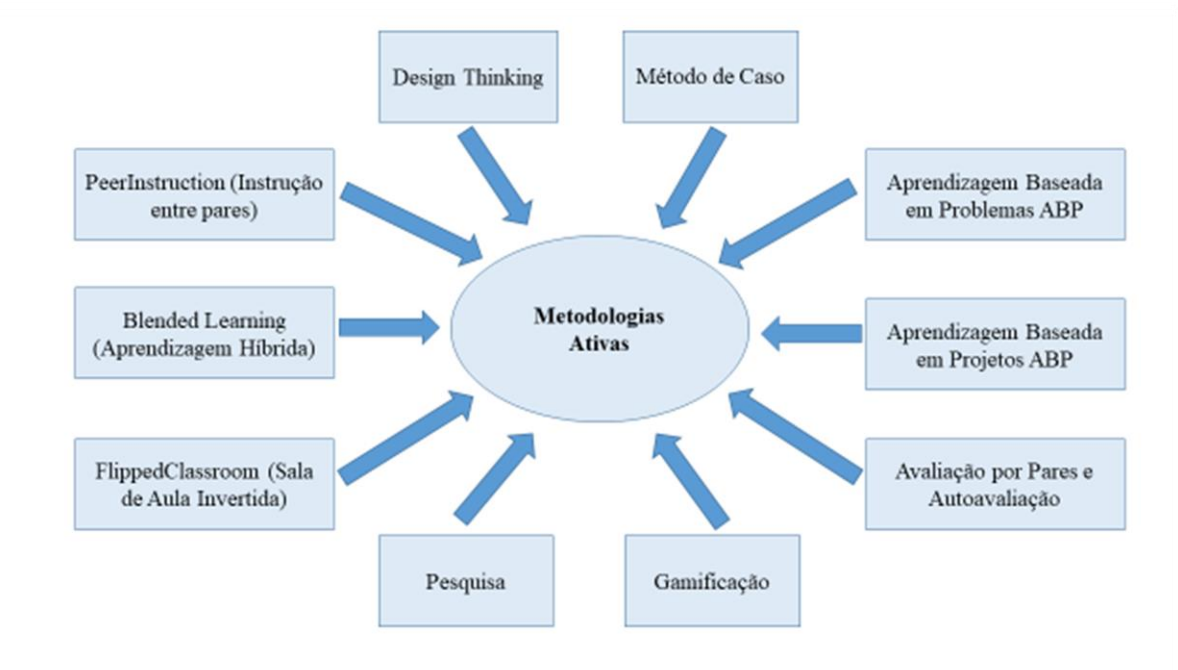 Design Thinking
Método de Caso
PeerInstruction (Instrução
entre pares)
Aprendizagem Baseada
em Problemas ABP
Blended Learning
(Aprendizagem Híbrida)
Metodologias
Ativas
Aprendizagem Baseada
em Projetos ABP
FlippedClassroom (Sala
de Aula Invertida)
Avaliação por Pares e
Autoavaliação
Pesquisa
Gamificação